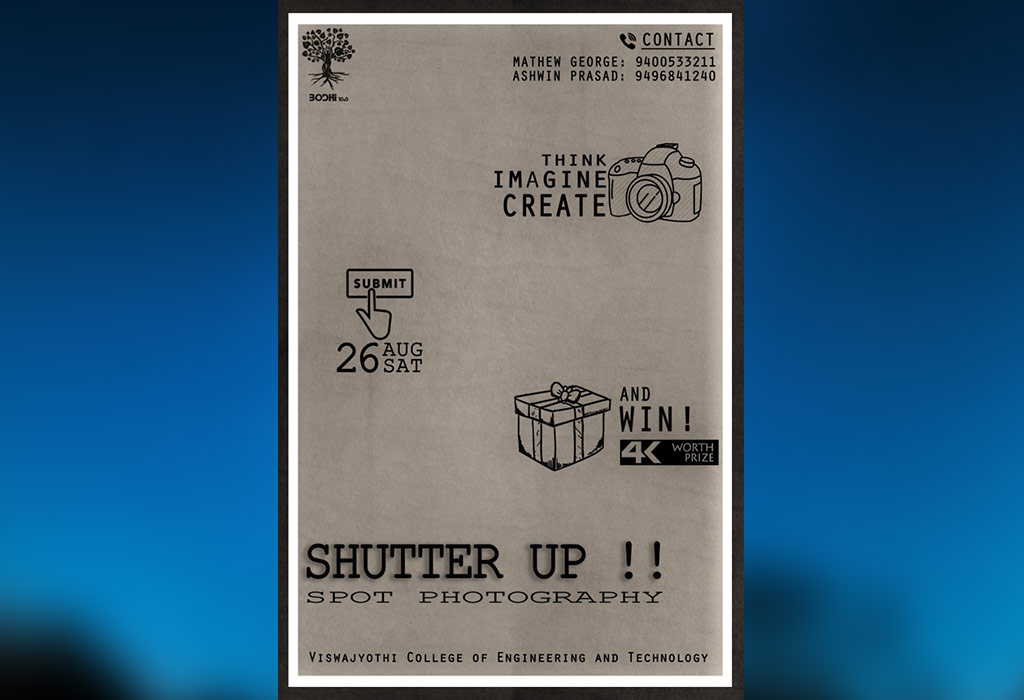 BODHI 10.0
CONTACT
MATHEW GEORGE: 9400533211
ASHWIN PRASAD: 9496841240
THINK
IMAGINE
CREATE
SUBMIT
26 AUG
SAT
AND
WIN!
4K WORTH
PRIZE
SHUTTER UP !!
SPOT PHOTOGRAPHY
VISWAJYOTHI COLLEGE OF ENGINEERING AND TECHNOLOGY